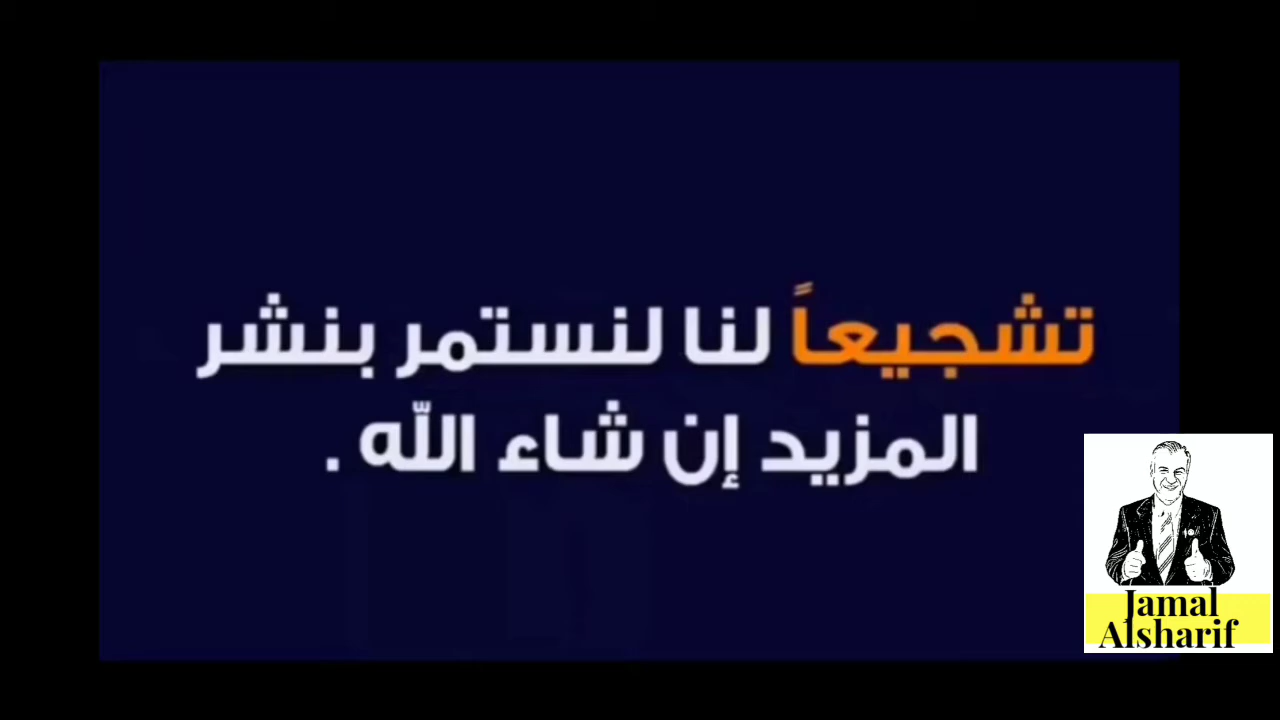 تشجيعاً لنا لنستمر بنشر
المزيد إن شاء الله .
Jamal
Alsharif